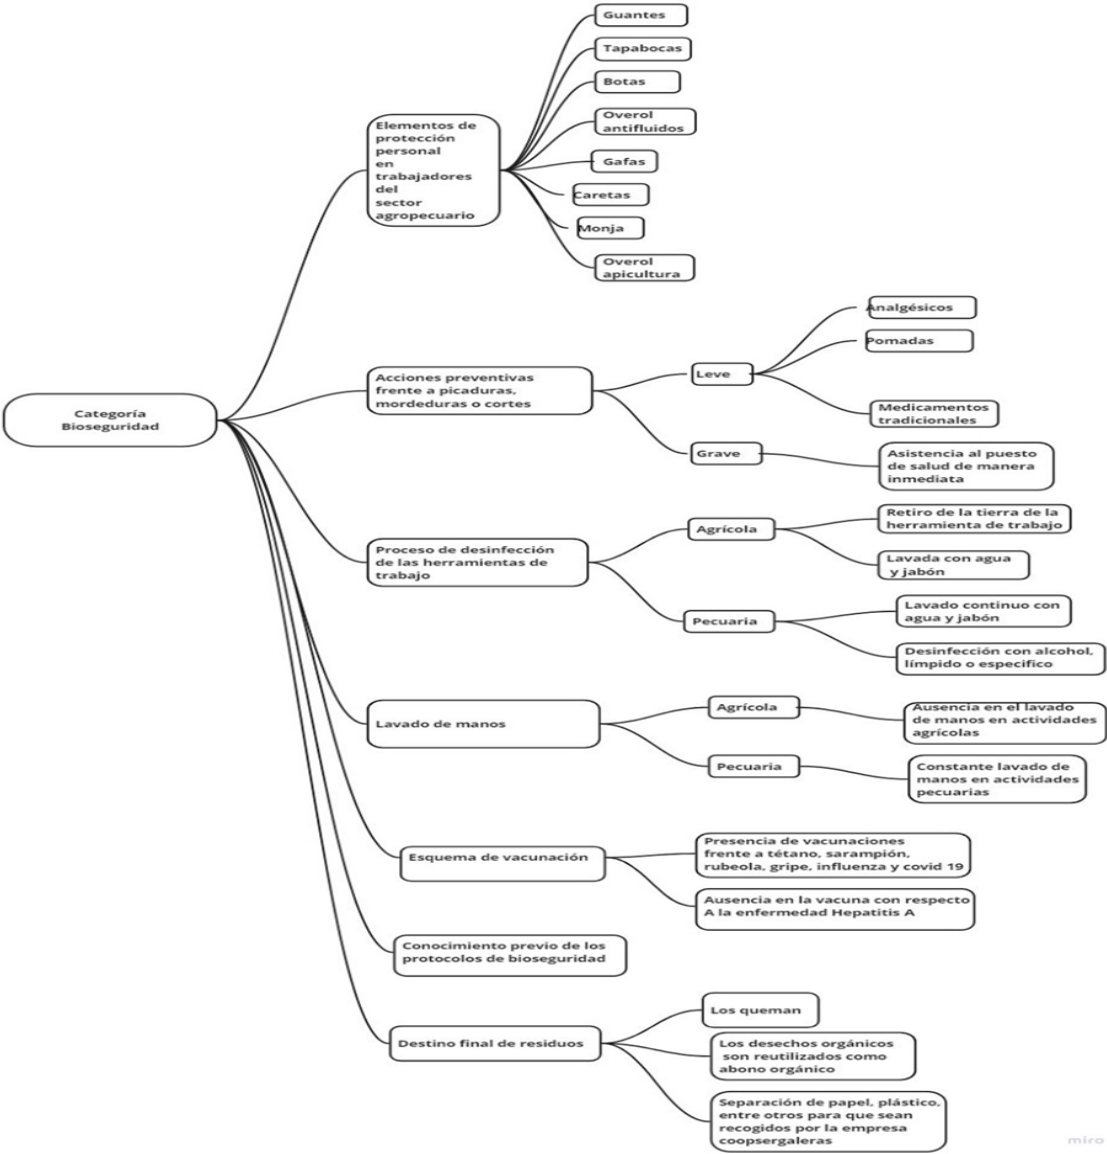 Categoría
Bioseguridad
Elementos de
protección
personal
en
trabajadores
del
sector
agropecuario
Guantes
Tapabocas
Botas
Overol
antifluidos
Gafas
Caretas
Monja
Overol
apicultura
Acciones preventivas
frente a picaduras,
mordeduras o cortes
Leve
Analgésicos
Pomadas
Medicamentos
tradicionales
Grave
Asistencia al puesto
de salud de manera
inmediata
Proceso de desinfección
de las herramientas de
trabajo
Agrícola
Retiro de la tierra de la
herramienta de trabajo
Lavada con agua
y jabón
Pecuaria
Lavado continuo con
agua y jabón
Desinfección con alcohol,
límpido o especifico
Lavado de manos
Agrícola
Ausencia en el lavado
de manos en actividades
agrícolas
Pecuaria
Constante lavado de
manos en actividades
pecuarias
Esquema de vacunación
Presencia de vacunaciones
frente a tétano, sarampión,
rubeola, gripe, influenza y covid 19
Ausencia en la vacuna con respecto
A la enfermedad Hepatitis A
Conocimiento previo de los
protocolos de bioseguridad
Destino final de residuos
Los queman
Los desechos orgánicos
son reutilizados como
abono orgánico
Separación de papel, plástico,
entre otros para que sean
recogidos por la empresa
coopsergaleras
miro